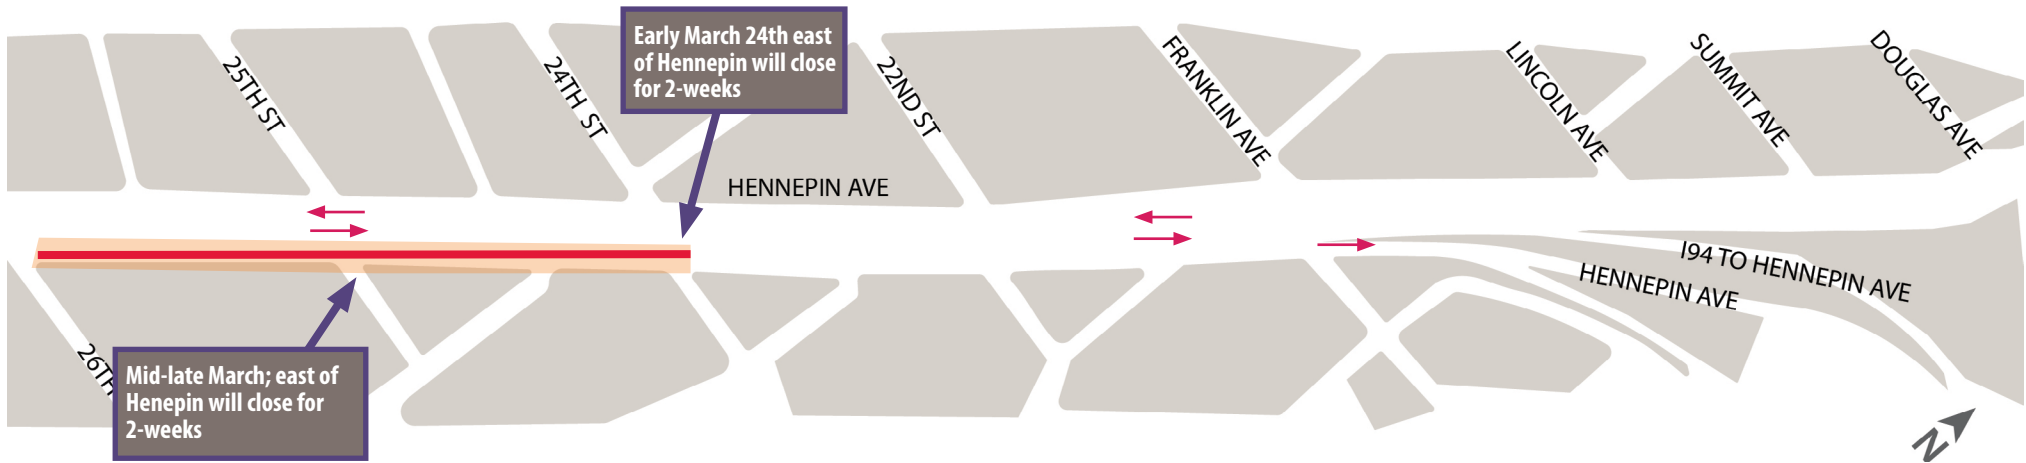 Early March 24th east
of Hennepin will close
for 2-weeks
25TH ST
24TH ST
22ND ST
FRANKLIN AVE
LINCOLN AVE
SUMMIT AVE
DOUGLAS AVE
HENNEPIN AVE
I94 TO HENNEPIN AVE
HENNEPIN AVE
26TH
Mid-late March; east of
Henepin will close for
2-weeks
N